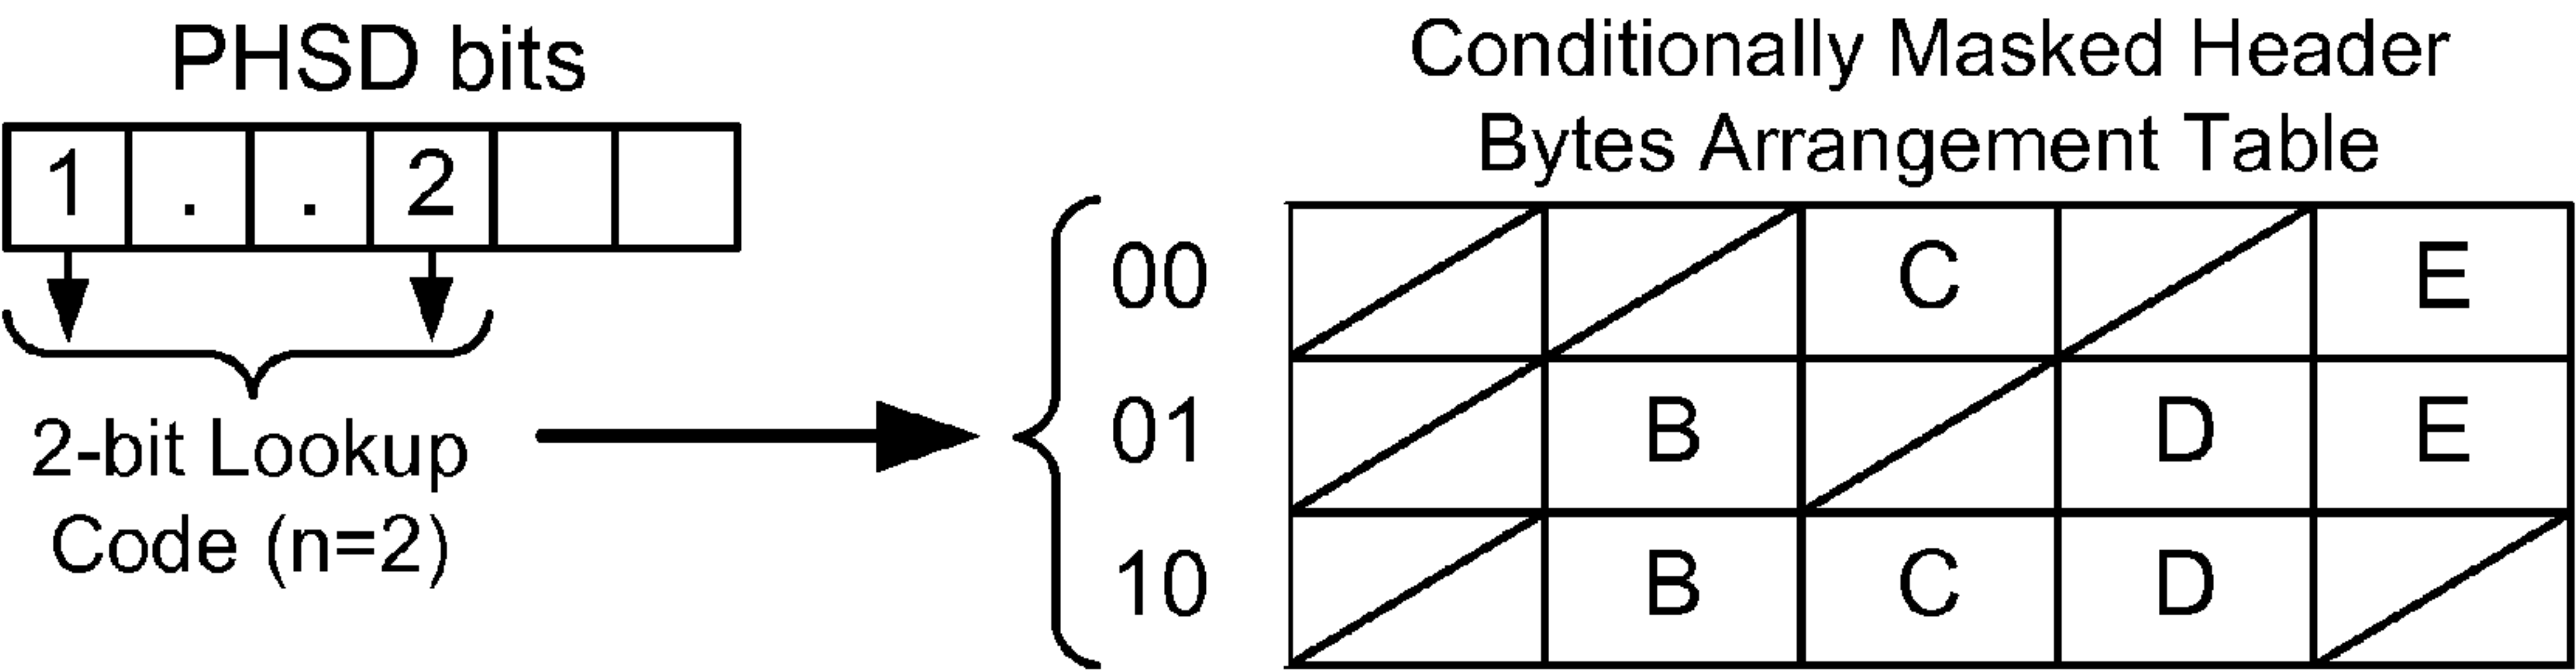 PHSD bits
1 . . 2
2-bit Lookup
Code (n=2)
Conditionally Masked Header
Bytes Arrangement Table
00 C E
01 B D E
10 B C D